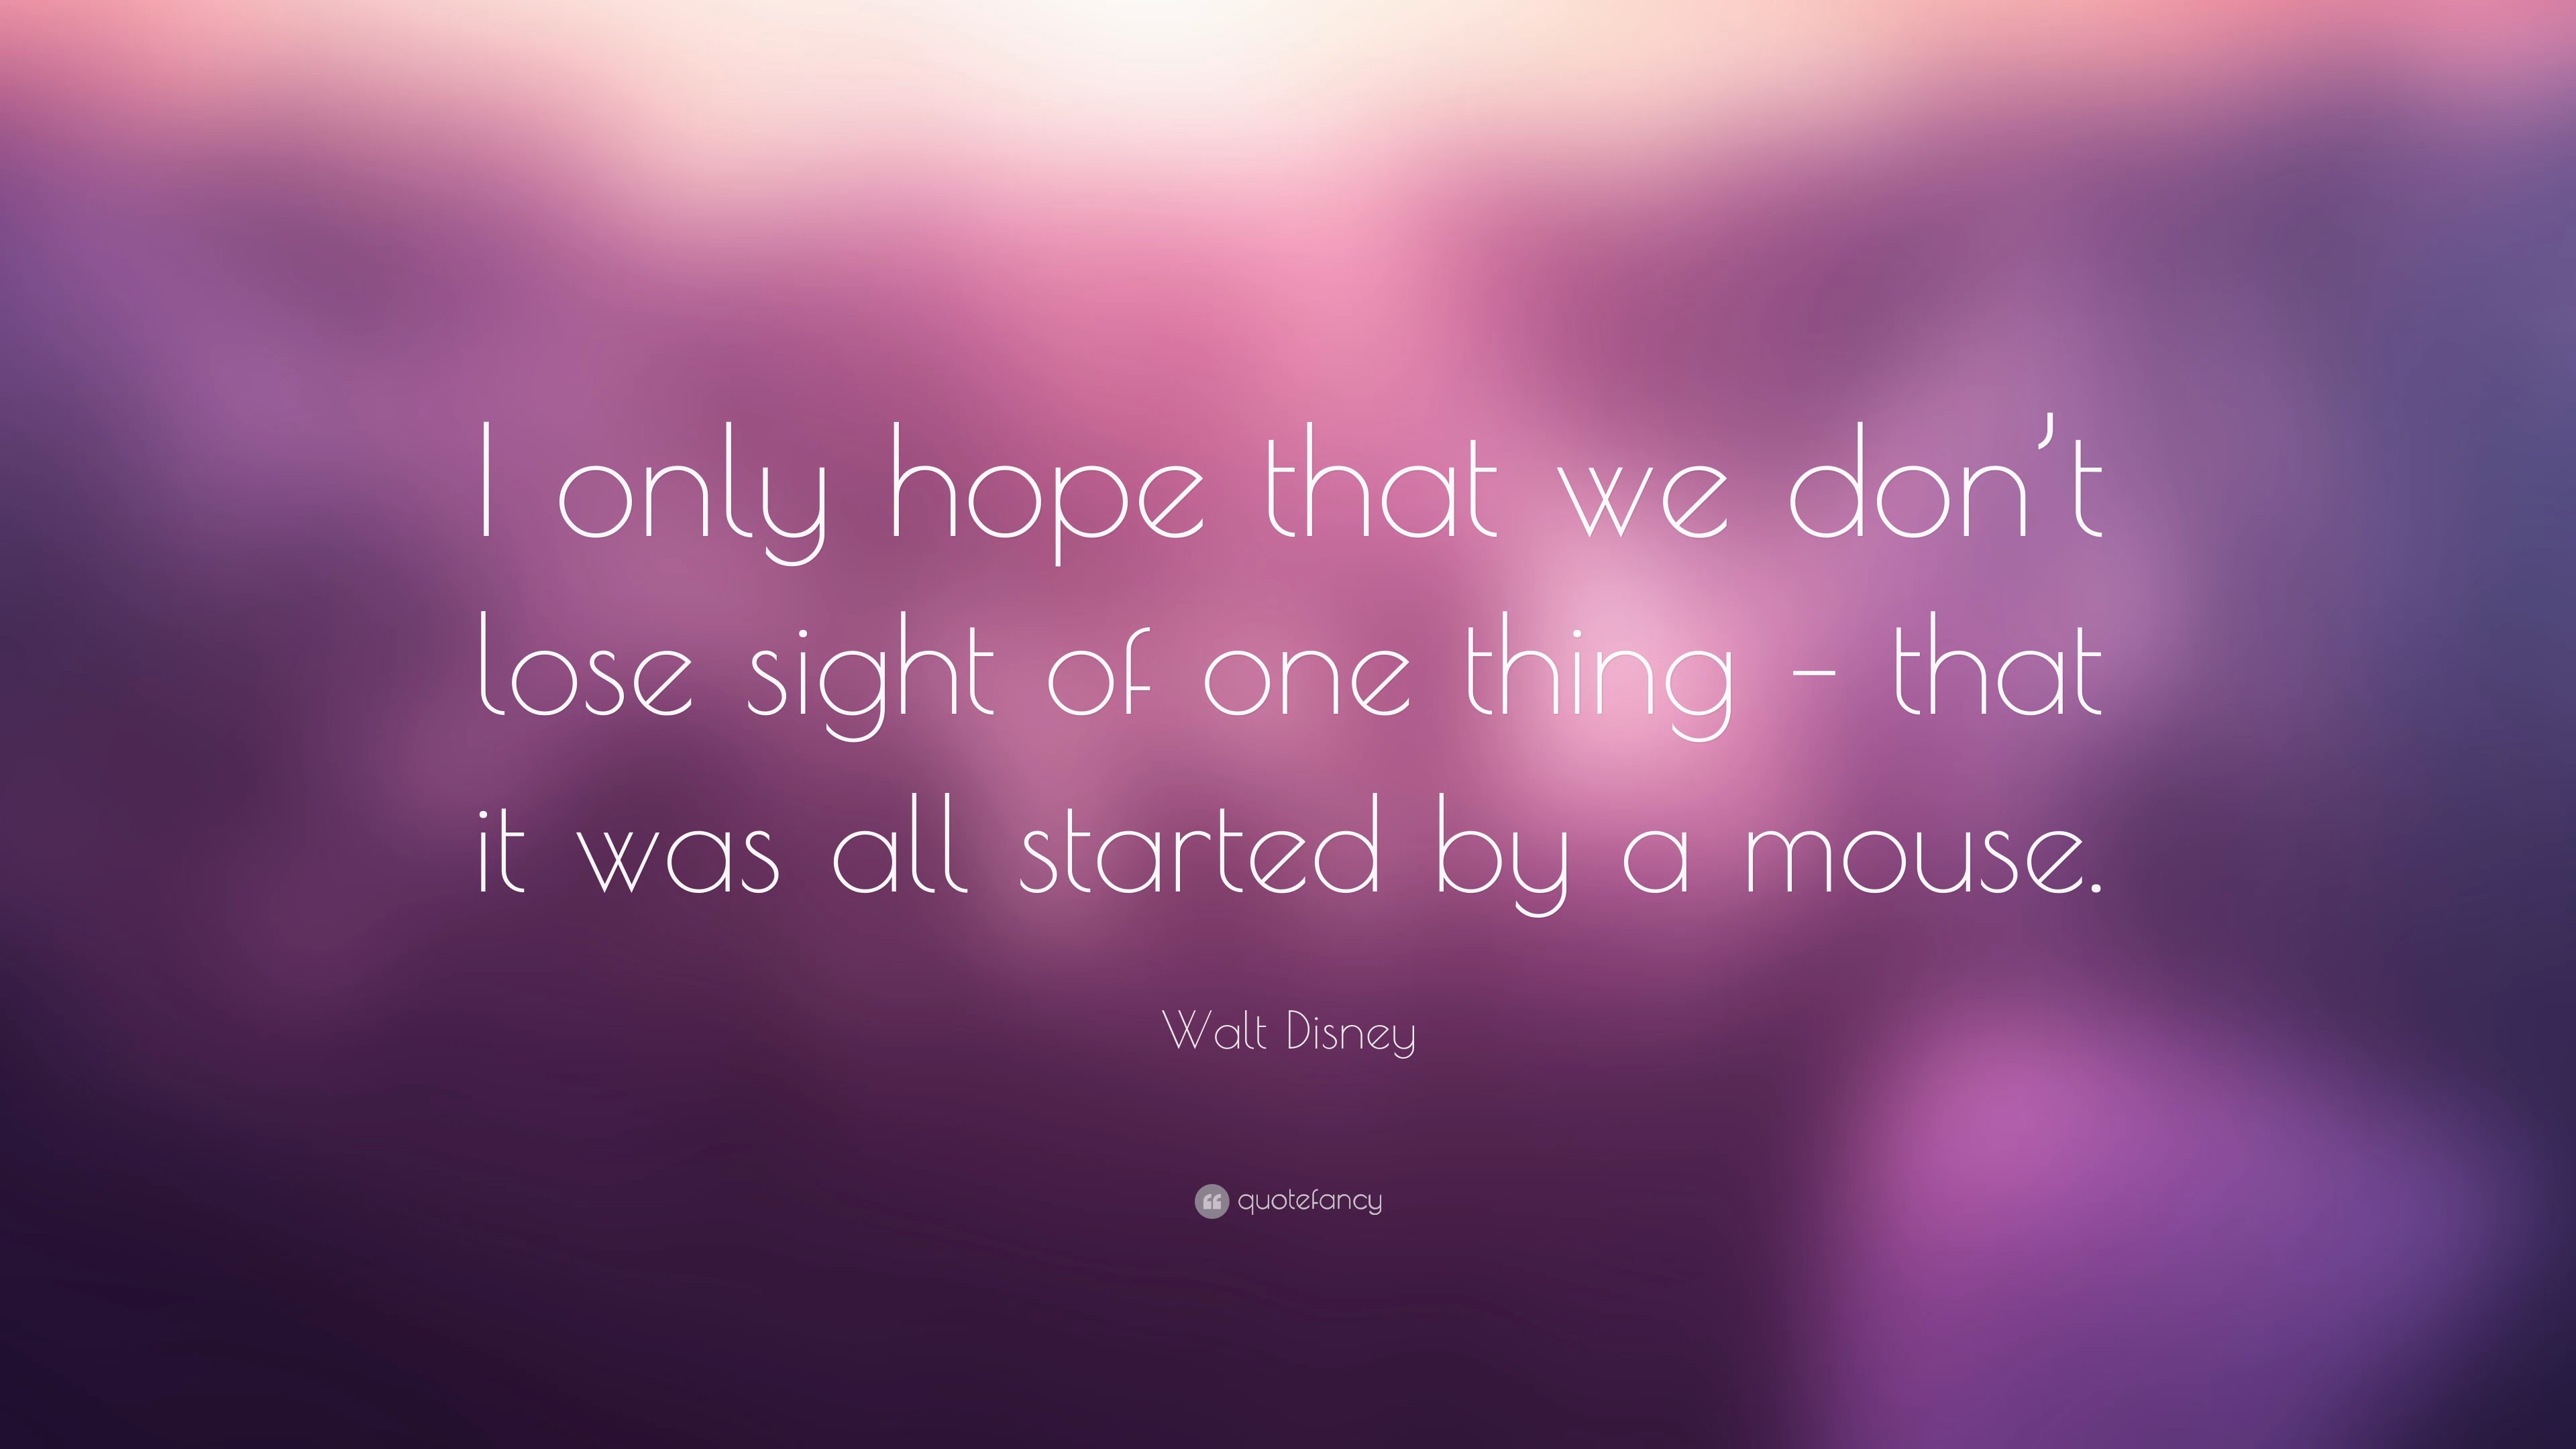 I only hope that we don’t
lose sight of one thing – that
it was all started by a mouse.
Walt Disney
quotefancy